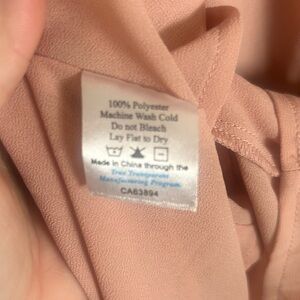 100% Polyester
Machine Wash Cold
Do not Bleach
Lay Flat to Dry
Made in China through the
True Transparent
Manufacturing Program.
CA63894